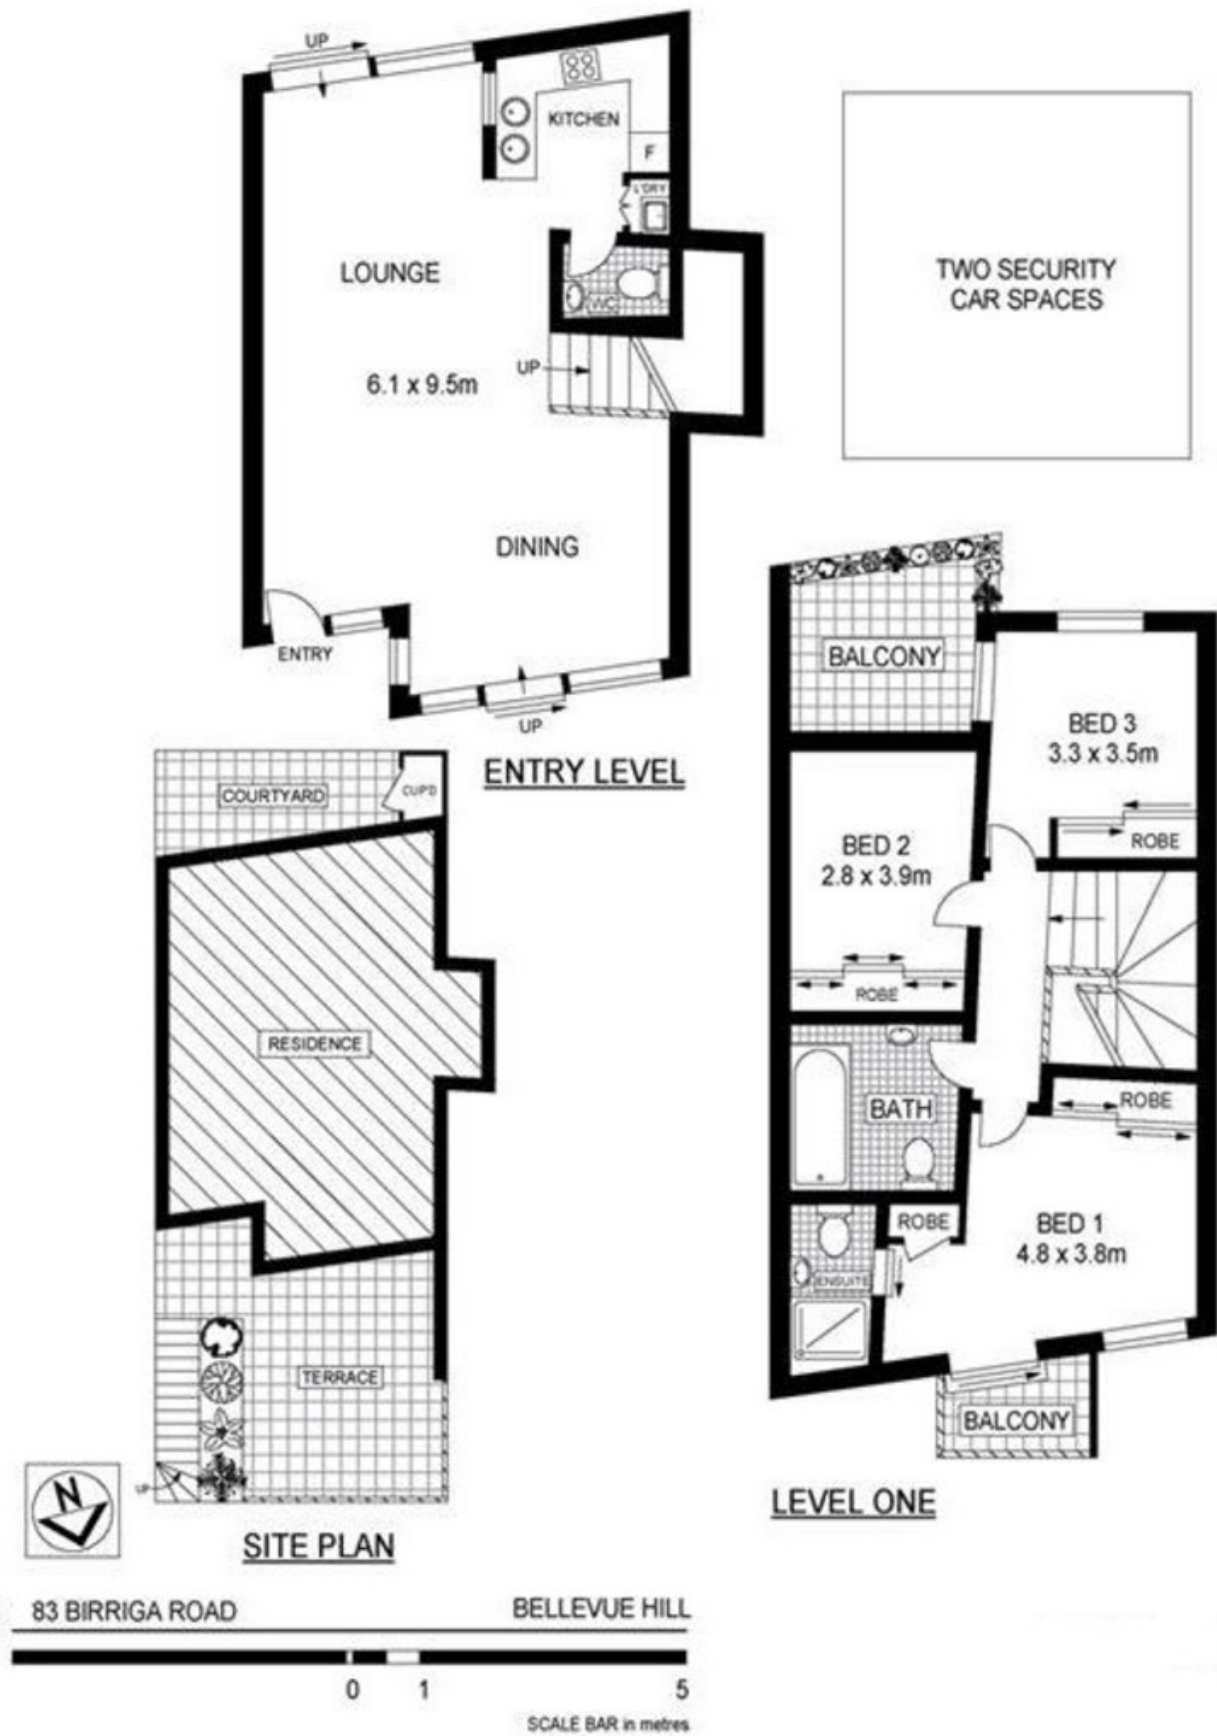 UP
KITCHEN
F
L'DRY
LOUNGE
WC
UP
6.1 x 9.5m
DINING
ENTRY
UP
ENTRY LEVEL
TWO SECURITY
CAR SPACES
COURTYARD
CUP'D
RESIDENCE
TERRACE
UP
N
SITE PLAN
BALCONY
BED 3
3.3 x 3.5m
ROBE
BED 2
2.8 x 3.9m
ROBE
BATH
ROBE
ROBE
BED 1
4.8 x 3.8m
ENSUITE
BALCONY
LEVEL ONE
83 BIRRIGA ROAD BELLEVUE HILL
0 1 5
SCALE BAR in metres